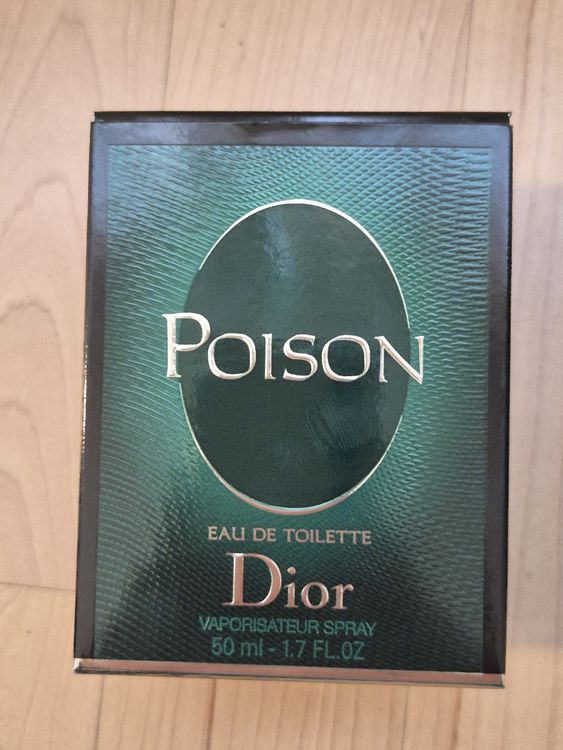 POISON
EAU DE TOILETTE
Dior
VAPORISATEUR SPRAY
50 ml - 1.7 FL.OZ